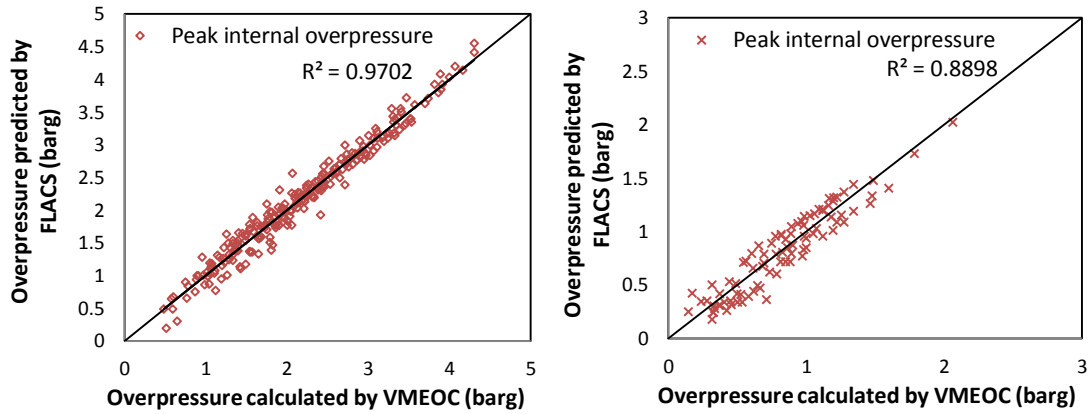 Overpressure predicted by
FLACS (barg)
5
4.5
4
3.5
3
2.5
2
1.5
1
0.5
0
Peak internal overpressure
R² = 0.9702
0 1 2 3 4 5
Overpressure calculated by VMEOC (barg)
Overpressure predicted by
FLACS (barg)
3
2.5
2
1.5
1
0.5
0
Peak internal overpressure
R² = 0.8898
0 1 2 3
Overpressure calculated by VMEOC (barg)